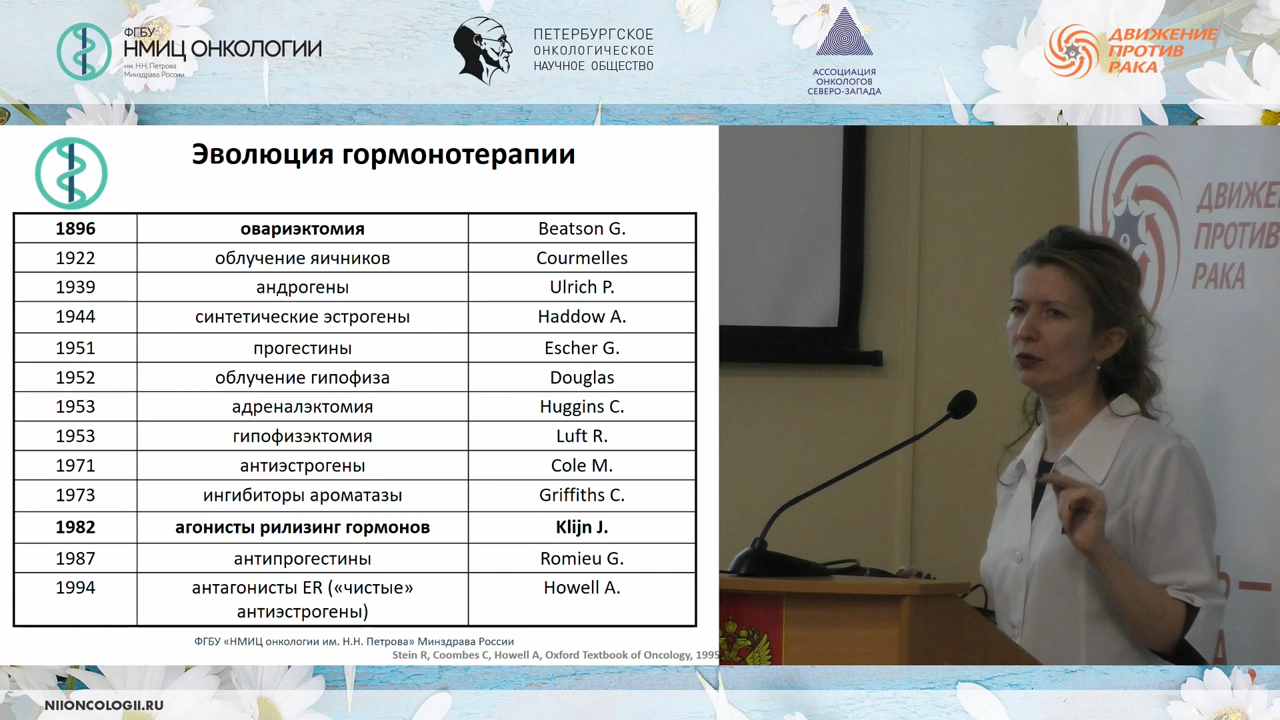 ФГБУ
НМИЦ ОНКОЛОГИИ
им. Н.Н. Петрова
Минздрава России
ПЕТЕРБУРГСКОЕ
ОНКОЛОГИЧЕСКОЕ
НАУЧНОЕ ОБЩЕСТВО
АССОЦИАЦИЯ
ОНКОЛОГОВ
СЕВЕРО-ЗАПАДА
ДВИЖЕНИЕ
ПРОТИВ
РАКА
Эволюция гормонотерапии
1896 овариэктомия Beatson G.
1922 облучение яичников Courmelles
1939 андрогены Ulrich P.
1944 синтетические эстрогены Haddow A.
1951 прогестины Escher G.
1952 облучение гипофиза Douglas
1953 адреналэктомия Huggins C.
1953 гипофизэктомия Luft R.
1971 антиэстрогены Cole M.
1973 ингибиторы ароматазы Griffiths C.
1982 агонисты рилизинг гормонов Klijn J.
1987 антипрогестины Romieu G.
1994 антагонисты ER («чистые» Howell A.
антиэстрогены)
ФГБУ «НМИЦ онкологии им. Н.Н. Петрова» Минздрава России
Stein R, Coombes C, Howell A, Oxford Textbook of Oncology, 1995
ДВИЖЕ
ПРОТИВ
РАКА
NIIONCOLOGII.RU